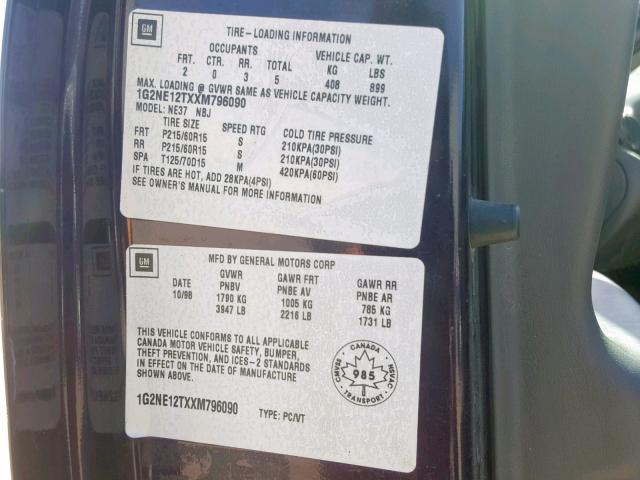 GM
TIRE-LOADING INFORMATION
OCCUPANTS VEHICLE CAP. WT.
FRT. CTR. RR. TOTAL KG LBS
2 0 3 5 408 899
MAX. LOADING @ GVWR SAME AS VEHICLE CAPACITY WEIGHT.
1G2NE12TXXM796090
MODEL: NE37 NBJ
TIRE SIZE SPEED RTG COLD TIRE PRESSURE
FRT P215/60R15 S 210KPA(30PSI)
RR P215/60R15 S 210KPA(30PSI)
SPA T125/70D15 M 420KPA(60PSI)
IF TIRES ARE HOT, ADD 28KPA(4PSI)
SEE OWNER'S MANUAL FOR MORE INFORMATION
GM
MFD BY GENERAL MOTORS CORP
DATE GVWR GAWR FRT GAWR RR
PNBV PNBE AV PNBE AR
10/98 1790 KG 1005 KG 785 KG
3947 LB 2216 LB 1731 LB
THIS VEHICLE CONFORMS TO ALL APPLICABLE
CANADA MOTOR VEHICLE SAFETY, BUMPER,
THEFT PREVENTION, AND ICES-2 STANDARDS
IN EFFECT ON THE DATE OF MANUFACTURE
SHOWN ABOVE.
CANADA
985
CMVSS
NSVAC
TRANSPORT
1G2NE12TXXM796090 TYPE: PC/VT